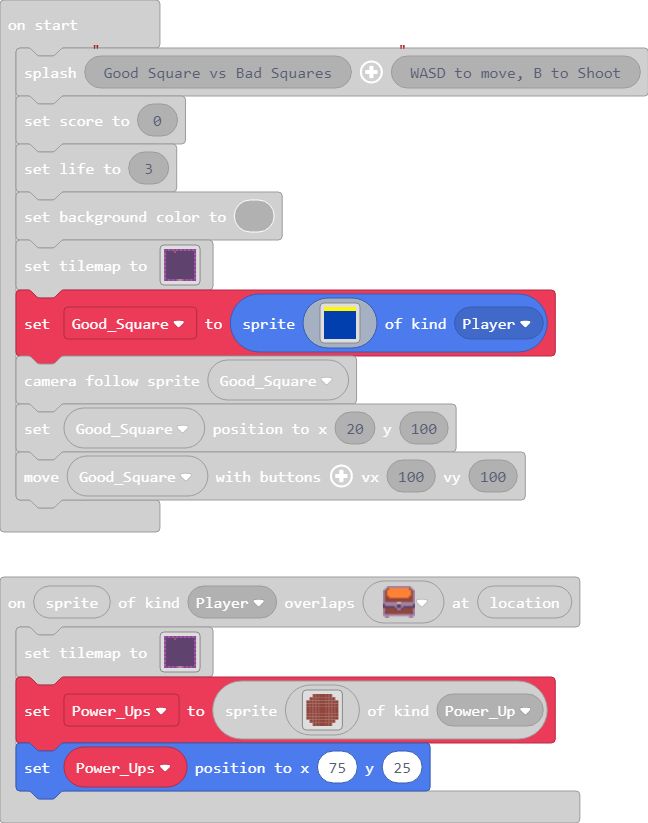 on start
splash " Good Square vs Bad Squares " WASD to move, B to Shoot
set score to 0
set life to 3
set background color to
set tilemap to
set Good_Square to sprite of kind Player
camera follow sprite Good_Square
set Good_Square position to x 20 y 100
move Good_Square with buttons vx 100 vy 100
on sprite of kind Player overlaps at location
set tilemap to
set Power_Ups to sprite of kind Power_Up
set Power_Ups position to x 75 y 25